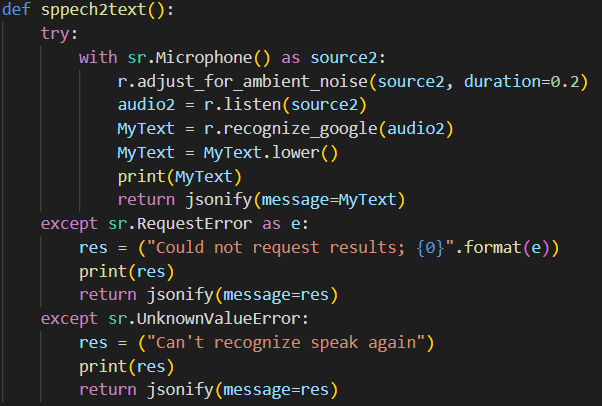 def sppech2text():
    try:
        with sr.Microphone() as source2:
            r.adjust_for_ambient_noise(source2, duration=0.2)
            audio2 = r.listen(source2)
            MyText = r.recognize_google(audio2)
            MyText = MyText.lower()
            print(MyText)
            return jsonify(message=MyText)
    except sr.RequestError as e:
        res = ("Could not request results; {0}".format(e))
        print(res)
        return jsonify(message=res)
    except sr.UnknownValueError:
        res = ("Can't recognize speak again")
        print(res)
        return jsonify(message=res)